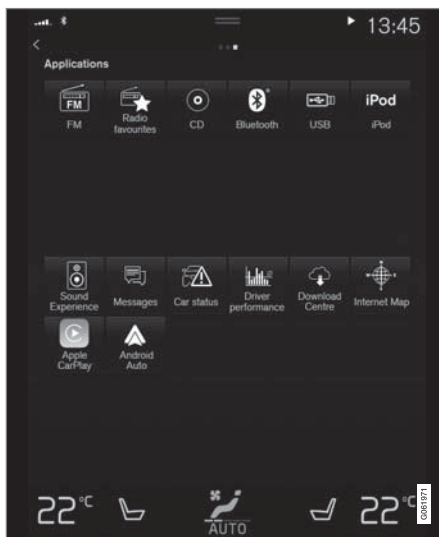 13:45
Applications
FM
FM
Radio
favourites
CD
Bluetooth
USB
iPod
iPod
Sound
Experience
Messages
Car status
Driver
performance
Download
Centre
Internet Map
Apple
CarPlay
Android
Auto
22°C
AUTO
22°C
G061971